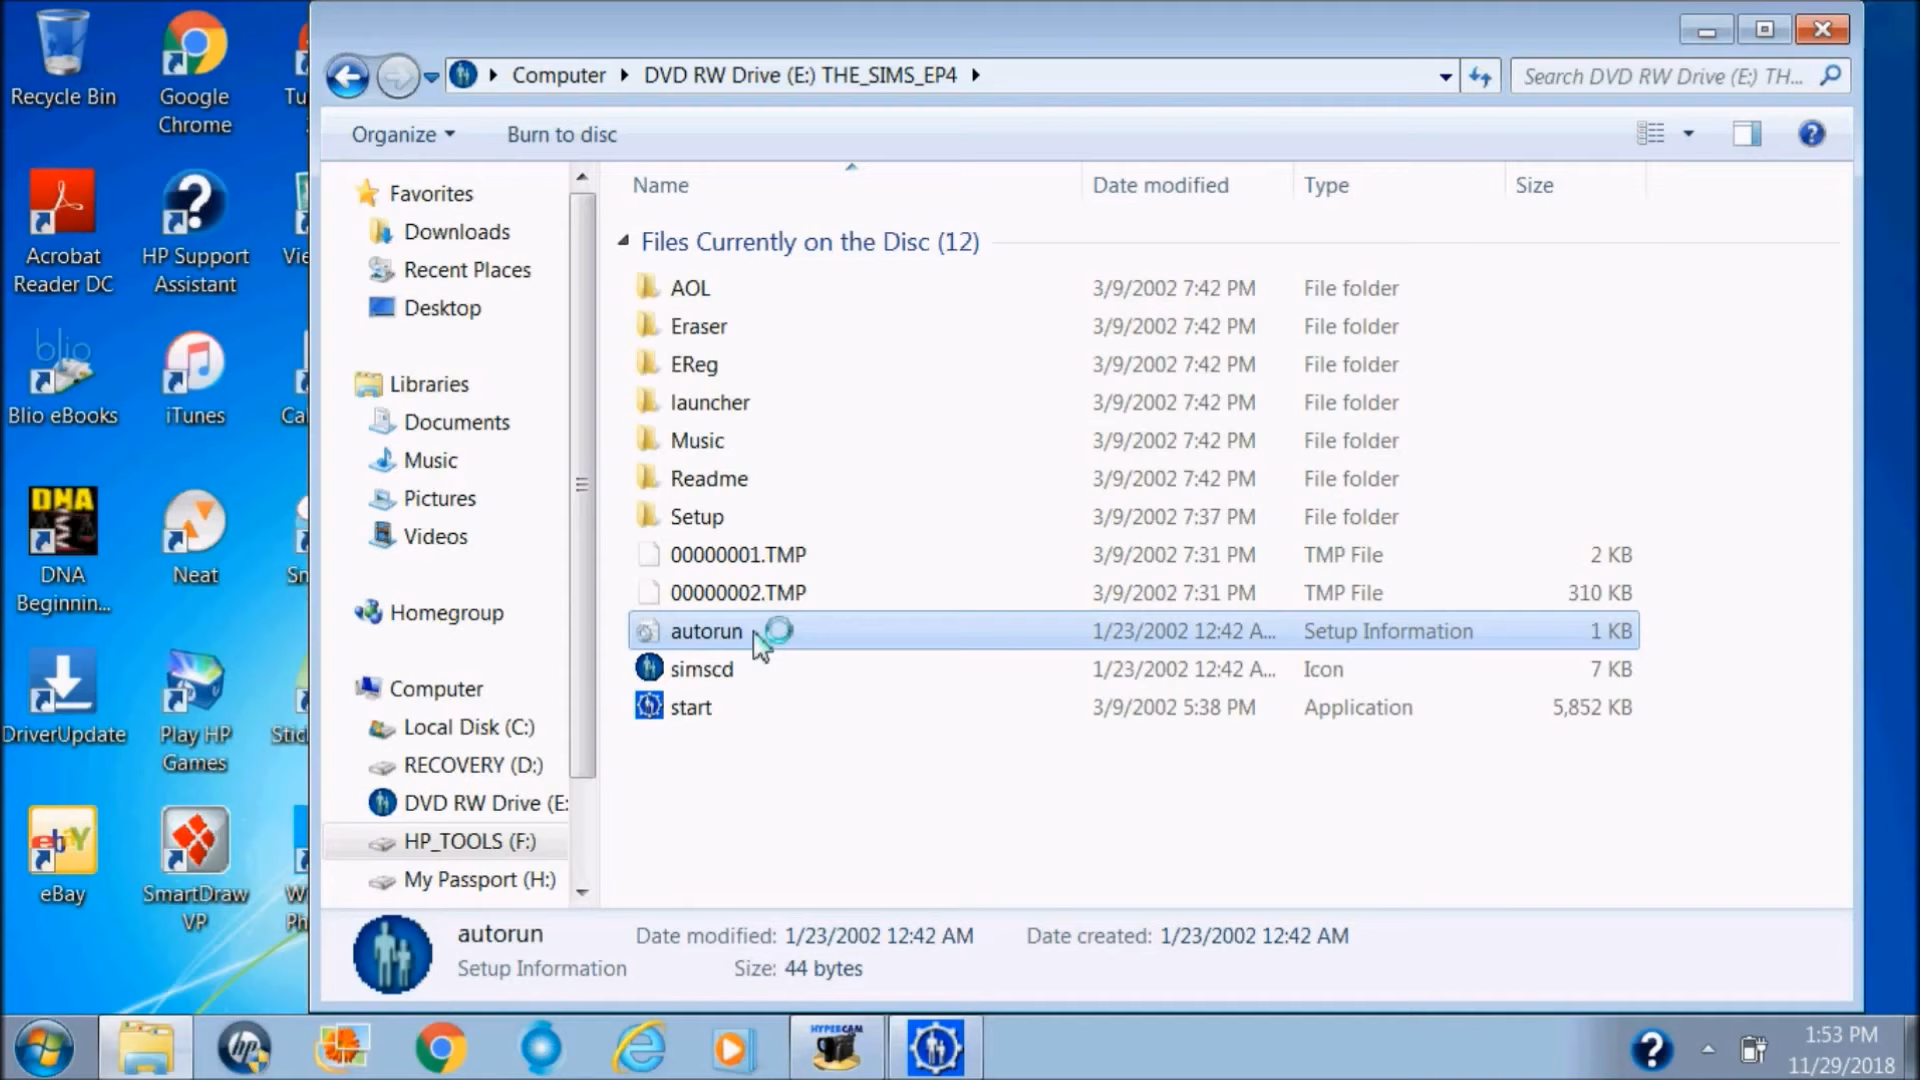 Recycle Bin
Google
Chrome
Tu
Acrobat
Reader DC
HP Support
Assistant
Vie
blio
Blio eBooks
iTunes
Cal
DNA
DNA
Beginnin...
Neat
Sn
DriverUpdate
Play HP
Games
Stic
ebY
eBay
SmartDraw
VP
W
Ph
Computer
DVD RW Drive (E:) THE_SIMS_EP4
Search DVD RW Drive (E:) TH...
Organize
Burn to disc
Favorites
Downloads
Recent Places
Desktop
Libraries
Documents
Music
Pictures
Videos
Homegroup
Computer
Local Disk (C:)
RECOVERY (D:)
DVD RW Drive (E:
HP_TOOLS (F:)
My Passport (H:)
Name Date modified Type Size
Files Currently on the Disc (12)
AOL 3/9/2002 7:42 PM File folder
Eraser 3/9/2002 7:42 PM File folder
EReg 3/9/2002 7:42 PM File folder
launcher 3/9/2002 7:42 PM File folder
Music 3/9/2002 7:42 PM File folder
Readme 3/9/2002 7:42 PM File folder
Setup 3/9/2002 7:37 PM File folder
00000001.TMP 3/9/2002 7:31 PM TMP File 2 KB
00000002.TMP 3/9/2002 7:31 PM TMP File 310 KB
autorun 1/23/2002 12:42 A... Setup Information 1 KB
simscd 1/23/2002 12:42 A... Icon 7 KB
start 3/9/2002 5:38 PM Application 5,852 KB
autorun Date modified: 1/23/2002 12:42 AM Date created: 1/23/2002 12:42 AM
Setup Information Size: 44 bytes
hp
HYPERCAM
1:53 PM
11/29/2018